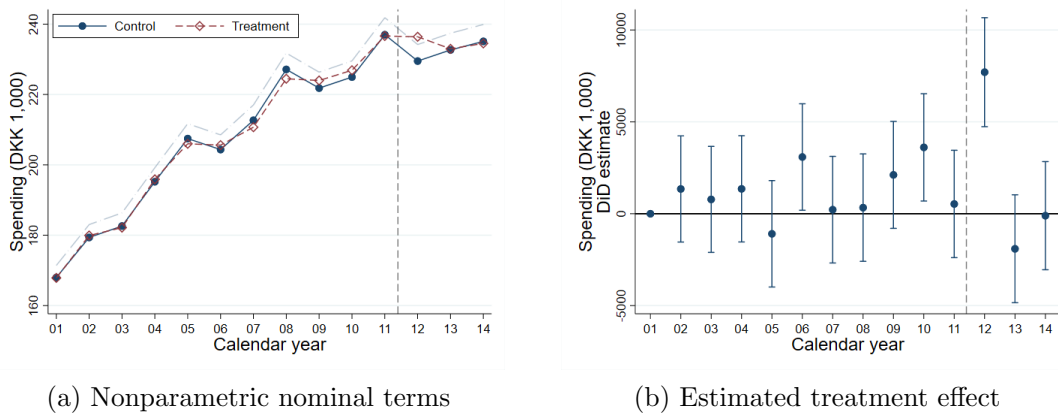 Control
Treatment
Spending (DKK 1,000)
240
220
200
180
160
01 02 03 04 05 06 07 08 09 10 11 12 13 14
Calendar year
(a) Nonparametric nominal terms
Spending (DKK 1,000)
DiD estimate
10000
5000
0
-5000
01 02 03 04 05 06 07 08 09 10 11 12 13 14
Calendar year
(b) Estimated treatment effect